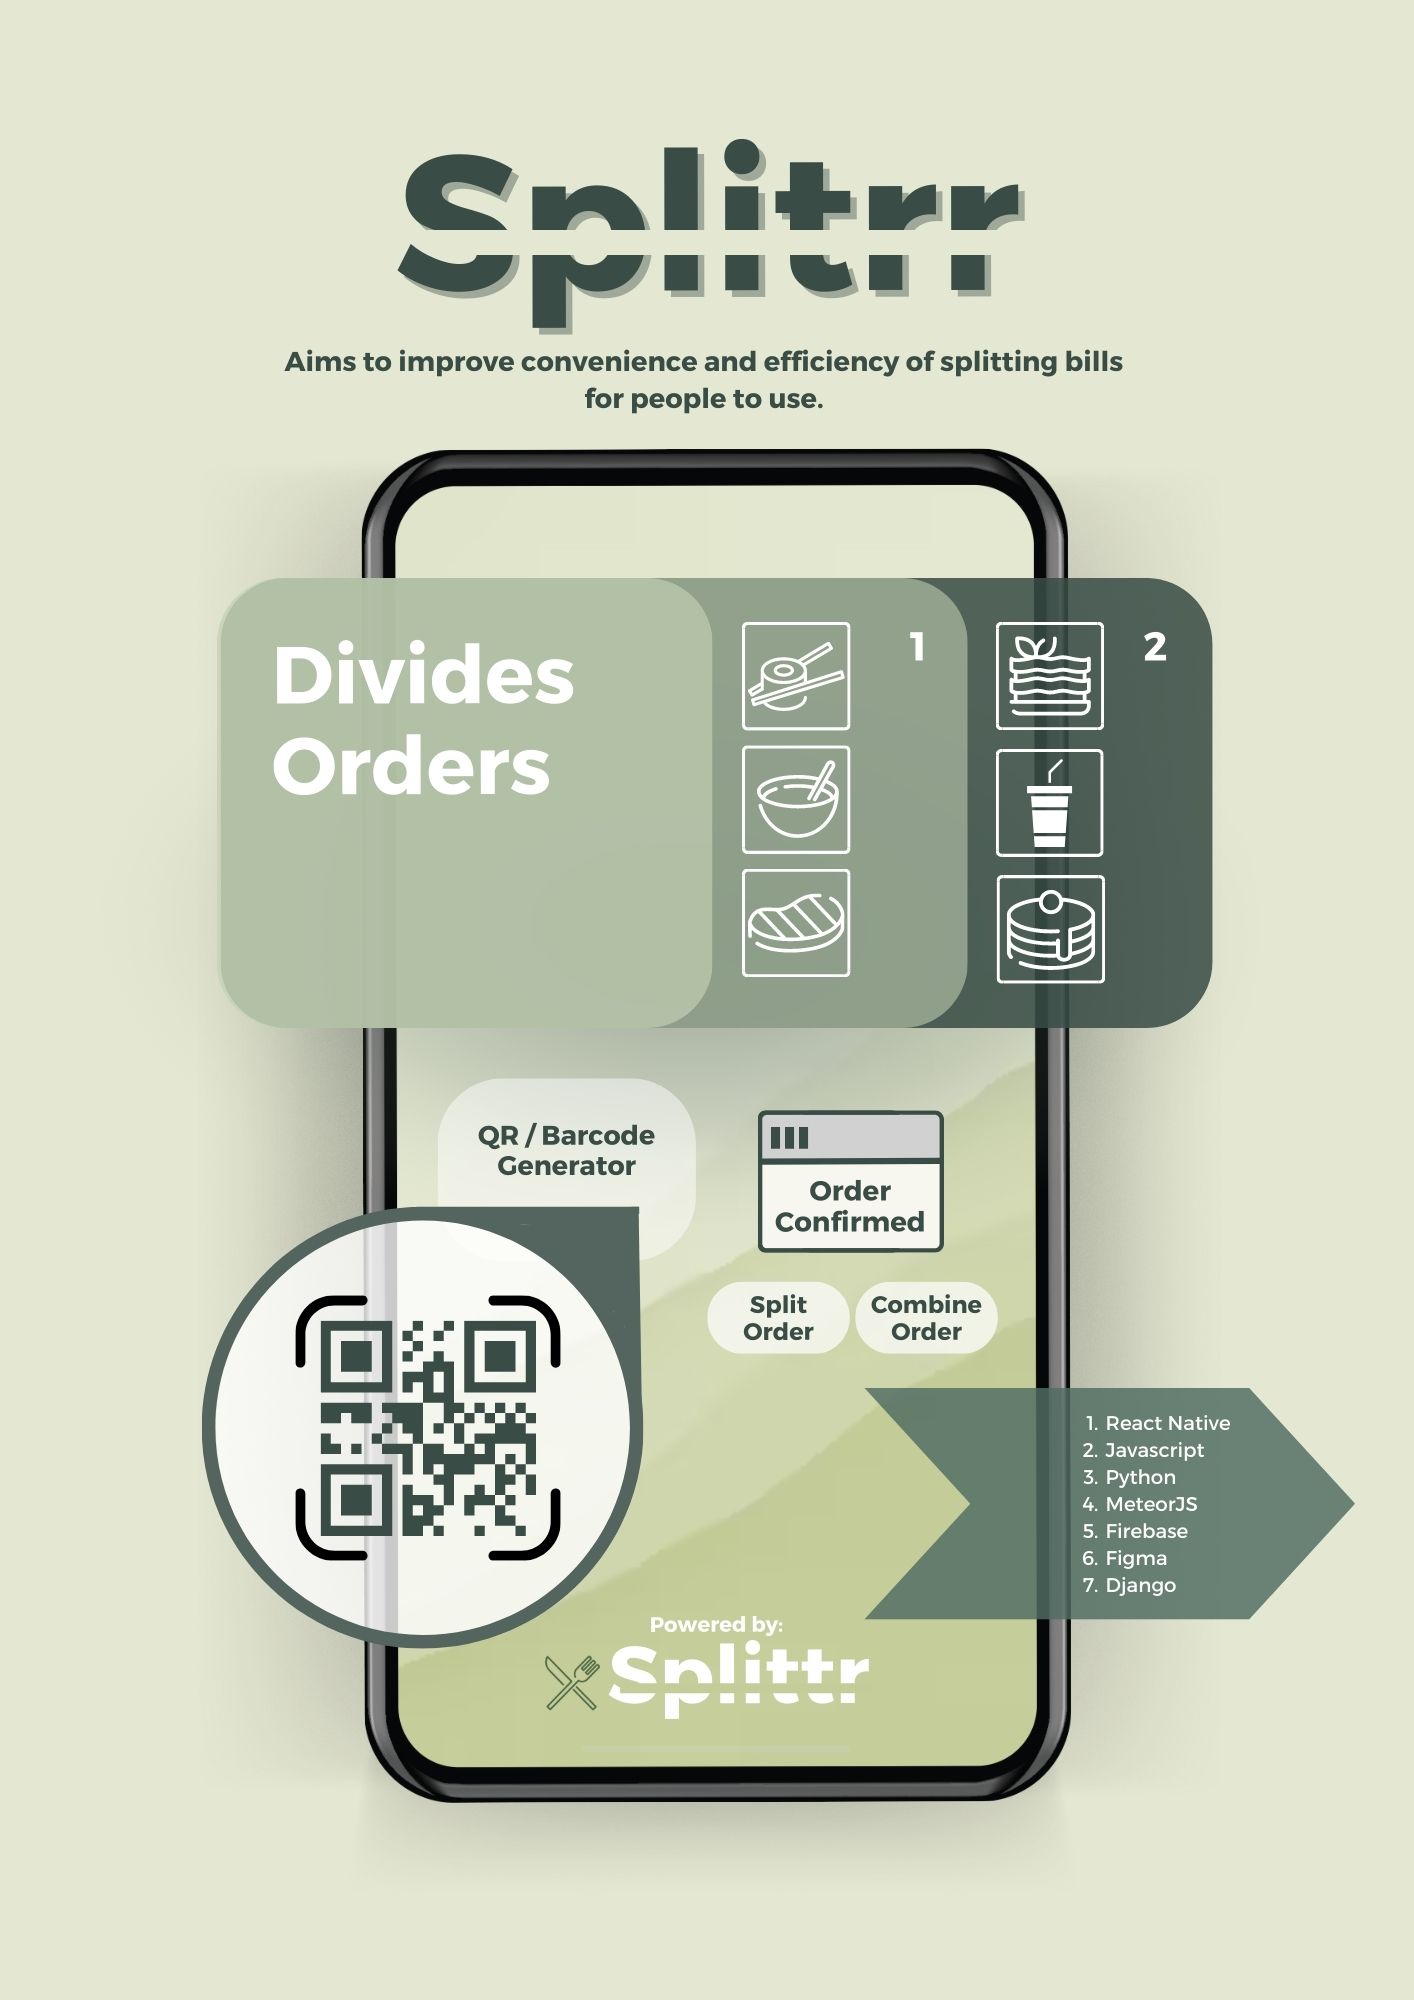 Splitrr
Aims to improve convenience and efficiency of splitting bills
for people to use.
Divides
Orders
1
2
QR / Barcode
Generator
Order
Confirmed
Split
Order
Combine
Order
1. React Native
2. Javascript
3. Python
4. MeteorJS
5. Firebase
6. Figma
7. Django
Powered by:
Splittr